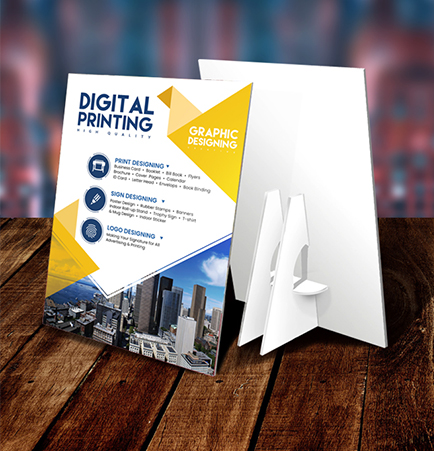 DIGITAL
PRINTING
HIGH QUALITY
GRAPHIC
DESIGNING
PRINT DESIGNING
Business Card • Booklet • Bill Book • Flyers
Brochure • Cover Pages • Calendar
ID Card • Letter Head • Envelops • Book Binding
SIGN DESIGNING
Poster Design • Rubber Stamps • Banners
Indoor Roll-up Stand • Trophy Sign • T-shirt
& Mug Design • Indoor Sticker
LOGO DESIGNING
Making Your Signature for All
Advertising & Printing